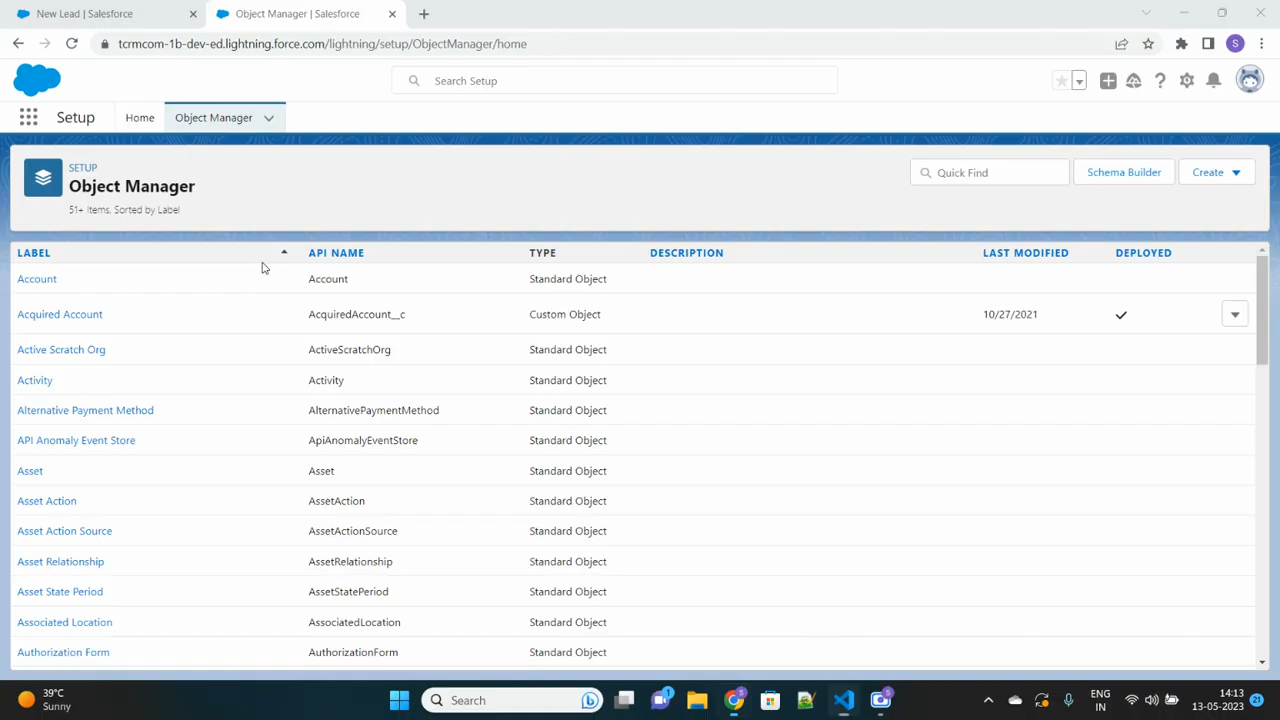 New Lead | Salesforce
Object Manager | Salesforce
tcrmcom-1b-dev-ed.lightning.force.com/lightning/setup/ObjectManager/home
S
Search Setup
Setup
Home
Object Manager
SETUP
Object Manager
51+ Items, Sorted by Label
Quick Find
Schema Builder
Create
LABEL API NAME TYPE DESCRIPTION LAST MODIFIED DEPLOYED
Account Account Standard Object
Acquired Account AcquiredAccount__c Custom Object 10/27/2021
Active Scratch Org ActiveScratchOrg Standard Object
Activity Activity Standard Object
Alternative Payment Method AlternativePaymentMethod Standard Object
API Anomaly Event Store ApiAnomalyEventStore Standard Object
Asset Asset Standard Object
Asset Action AssetAction Standard Object
Asset Action Source AssetActionSource Standard Object
Asset Relationship AssetRelationship Standard Object
Asset State Period AssetStatePeriod Standard Object
Associated Location AssociatedLocation Standard Object
Authorization Form AuthorizationForm Standard Object
39°C
Sunny
Search
1
ENG
IN
14:13
13-05-2023
21